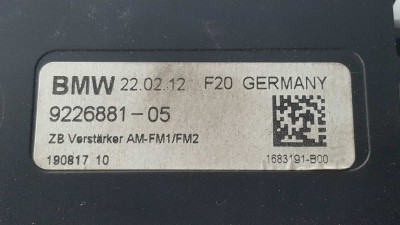 BMW 22.02.12 F20 GERMANY
9226881-05
ZB Verstärker AM-FM1/FM2
190817 10
1683191-B00